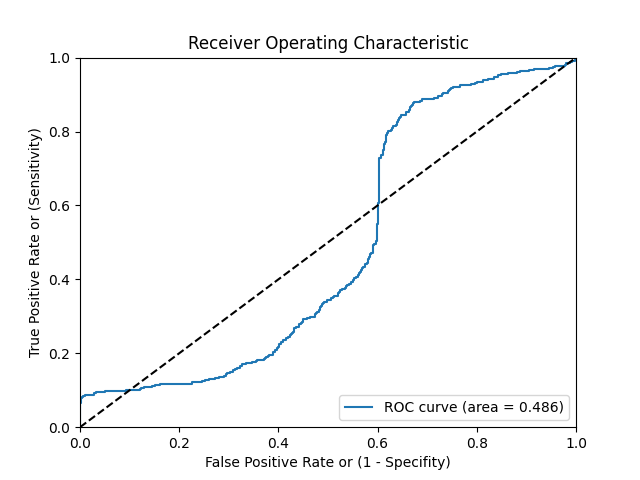 Receiver Operating Characteristic
1.0
0.8
0.6
0.4
0.2
0.0
True Positive Rate or (Sensitivity)
ROC curve (area = 0.486)
0.0 0.2 0.4 0.6 0.8 1.0
False Positive Rate or (1 - Specifity)